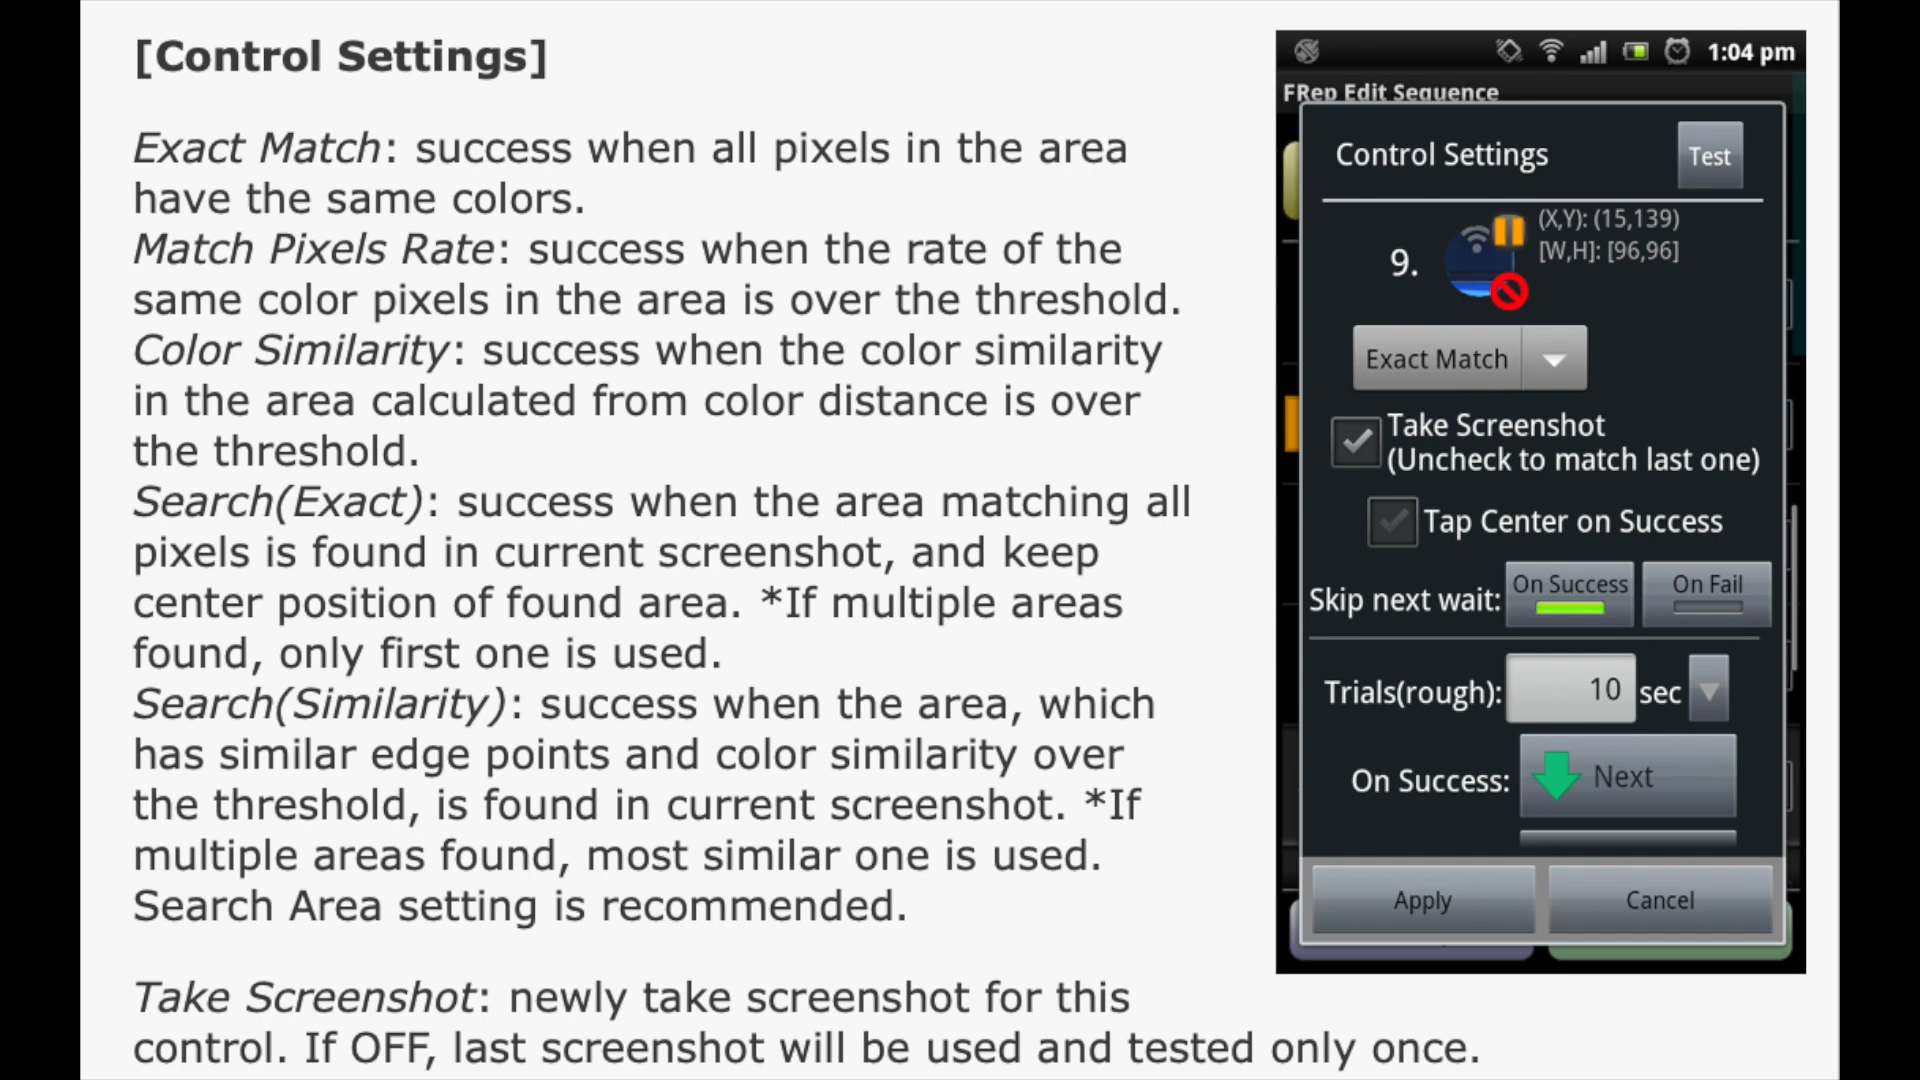 [Control Settings]
Exact Match: success when all pixels in the area
have the same colors.
Match Pixels Rate: success when the rate of the
same color pixels in the area is over the threshold.
Color Similarity: success when the color similarity
in the area calculated from color distance is over
the threshold.
Search(Exact): success when the area matching all
pixels is found in current screenshot, and keep
center position of found area. *If multiple areas
found, only first one is used.
Search(Similarity): success when the area, which
has similar edge points and color similarity over
the threshold, is found in current screenshot. *If
multiple areas found, most similar one is used.
Search Area setting is recommended.
Take Screenshot: newly take screenshot for this
control. If OFF, last screenshot will be used and tested only once.
1:04 pm
FRep Edit Sequence
Control Settings
Test
9.
(X,Y): (15,139)
[W,H]: [96,96]
Exact Match
Take Screenshot
(Uncheck to match last one)
Tap Center on Success
Skip next wait: On Success On Fail
Trials(rough): 10 sec
On Success: Next
Apply Cancel